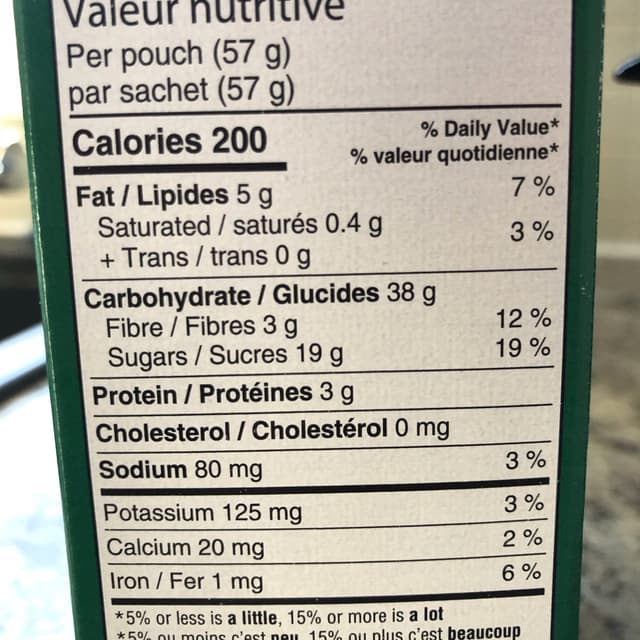 Valeur nutritive
Per pouch (57 g)
par sachet (57 g)
Calories 200
% Daily Value*
% valeur quotidienne*
Fat / Lipides 5 g 7 %
Saturated / saturés 0.4 g 3 %
+ Trans / trans 0 g
Carbohydrate / Glucides 38 g
Fibre / Fibres 3 g 12 %
Sugars / Sucres 19 g 19 %
Protein / Protéines 3 g
Cholesterol / Cholestérol 0 mg
Sodium 80 mg 3 %
Potassium 125 mg 3 %
Calcium 20 mg 2 %
Iron / Fer 1 mg 6 %
*5% or less is a little, 15% or more is a lot
*5% ou moins c'est peu, 15% ou plus c'est beaucoup